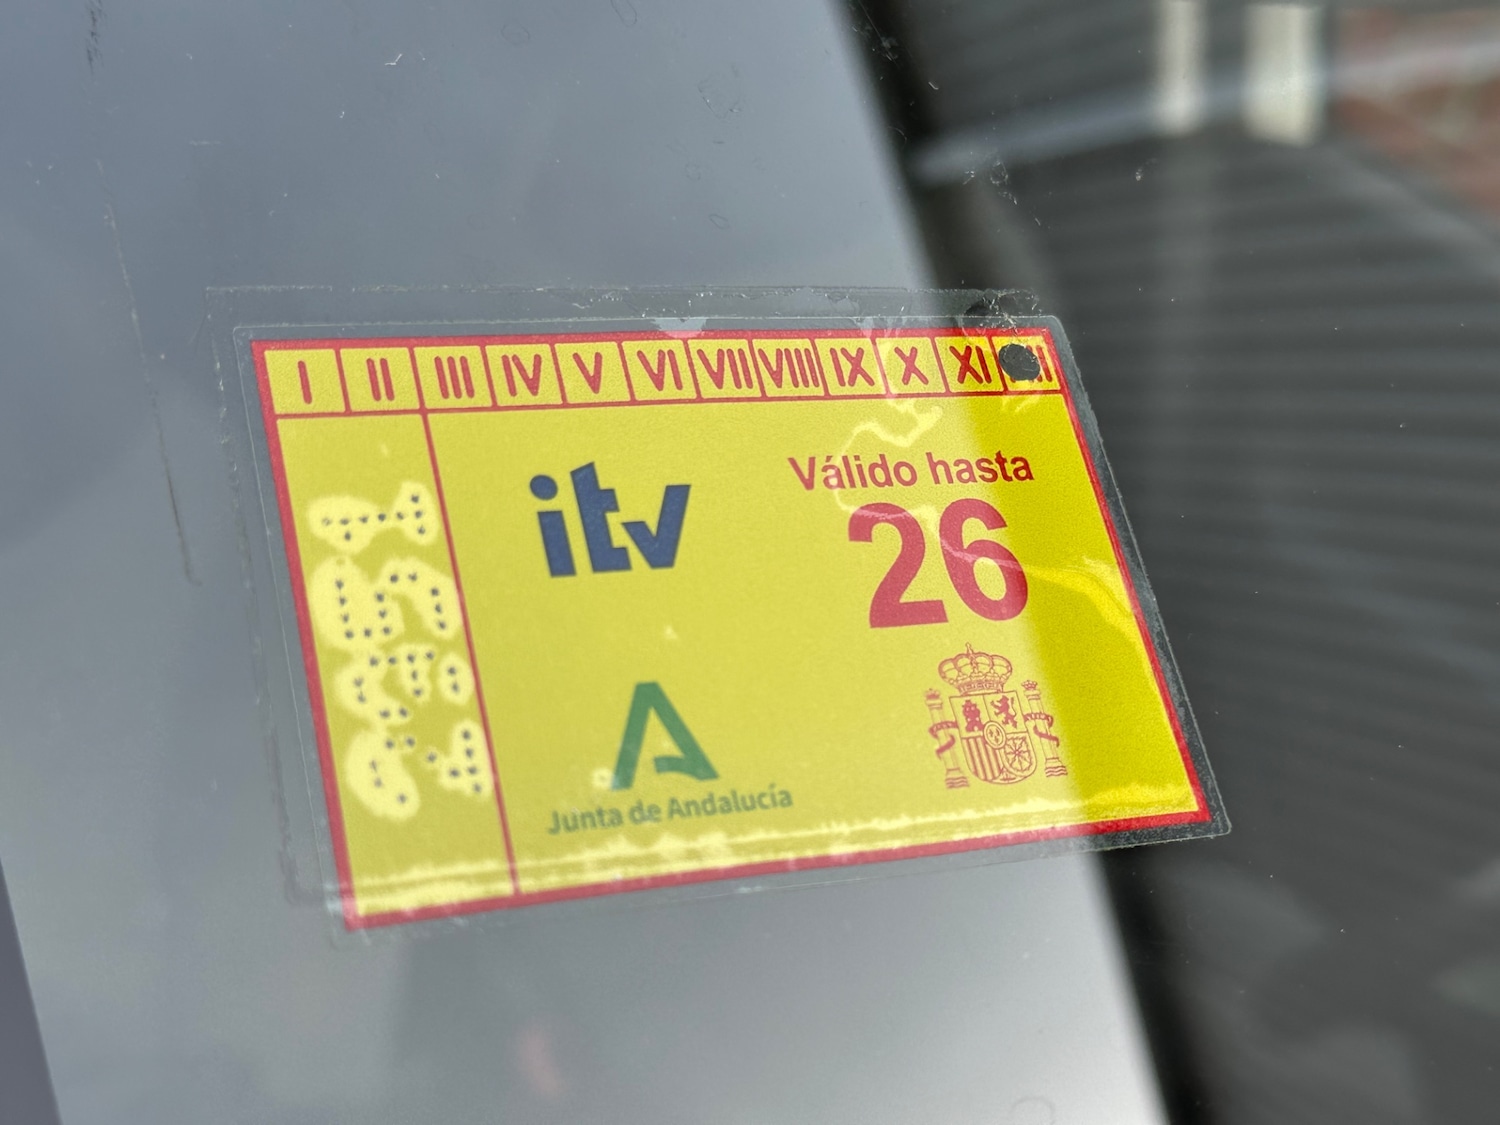 I II III IV V VI VII VIII IX X XI
itv
Válido hasta
26
Junta de Andalucía